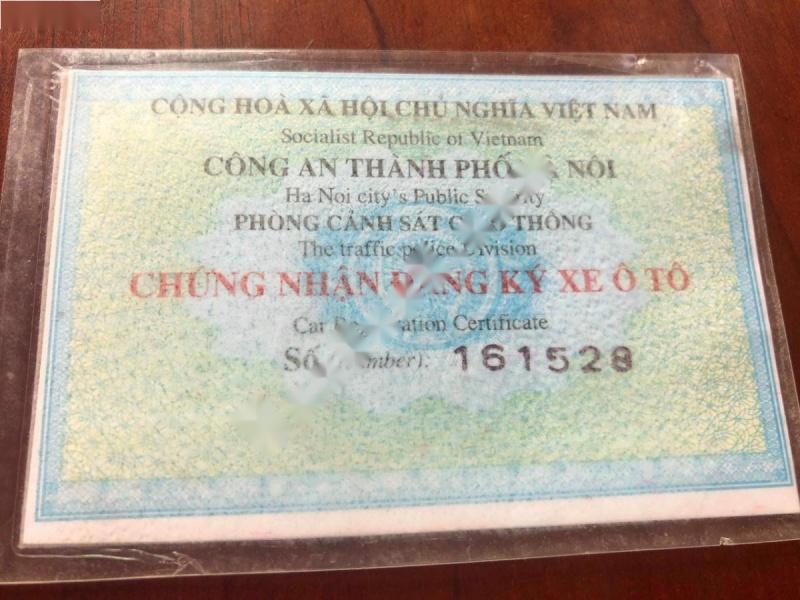 CỘNG HOÀ XÃ HỘI CHỦ NGHĨA VIỆT NAM
Socialist Republic of Vietnam
CÔNG AN THÀNH PHỐ NỘI
Ha Noi city's Public
PHÒNG CẢNH SÁT THÔNG
The traffic police Division
CHỨNG NHẬN ĐĂNG KÝ XE Ô TÔ
Car Certificate
Số 161528